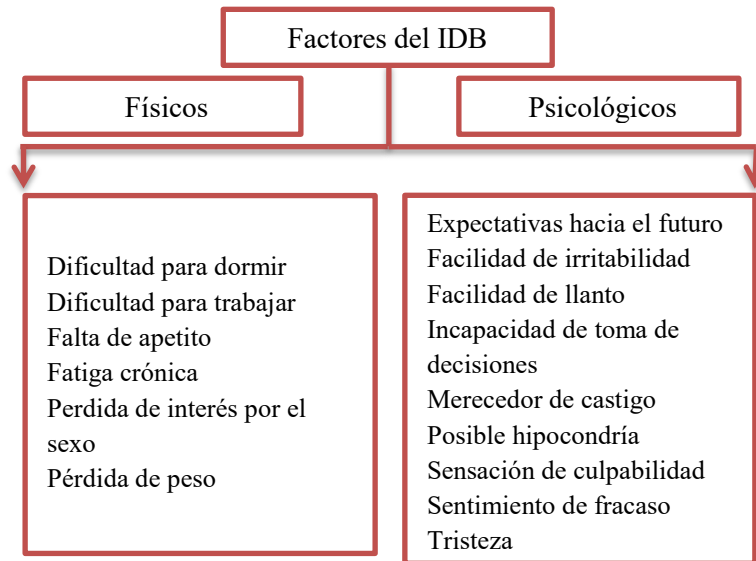 Factores del IDB
Físicos
Psicológicos
Dificultad para dormir
Dificultad para trabajar
Falta de apetito
Fatiga crónica
Perdida de interés por el
sexo
Pérdida de peso
Expectativas hacia el futuro
Facilidad de irritabilidad
Facilidad de llanto
Incapacidad de toma de
decisiones
Merecedor de castigo
Posible hipocondría
Sensación de culpabilidad
Sentimiento de fracaso
Tristeza